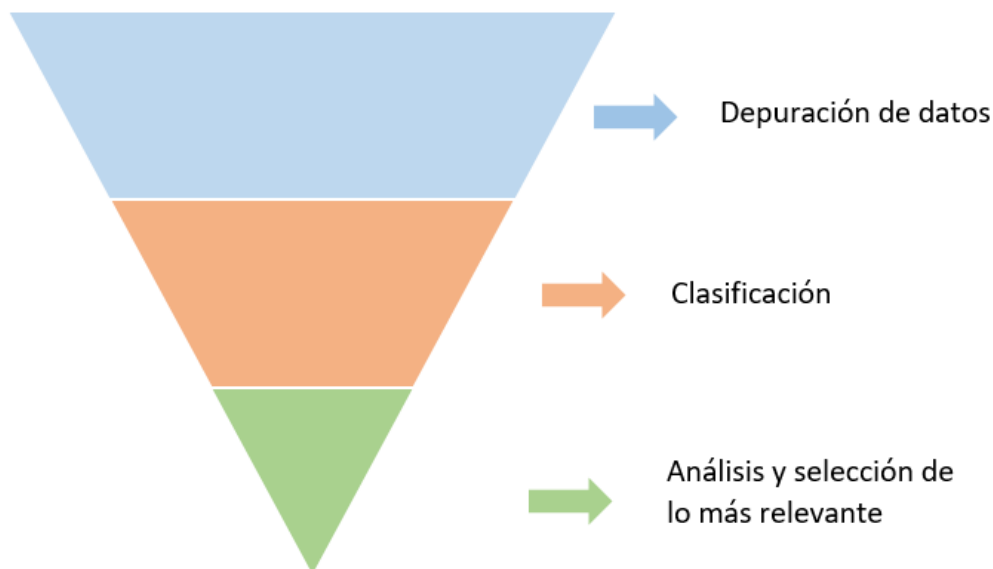 Depuración de datos
Clasificación
Análisis y selección de
lo más relevante